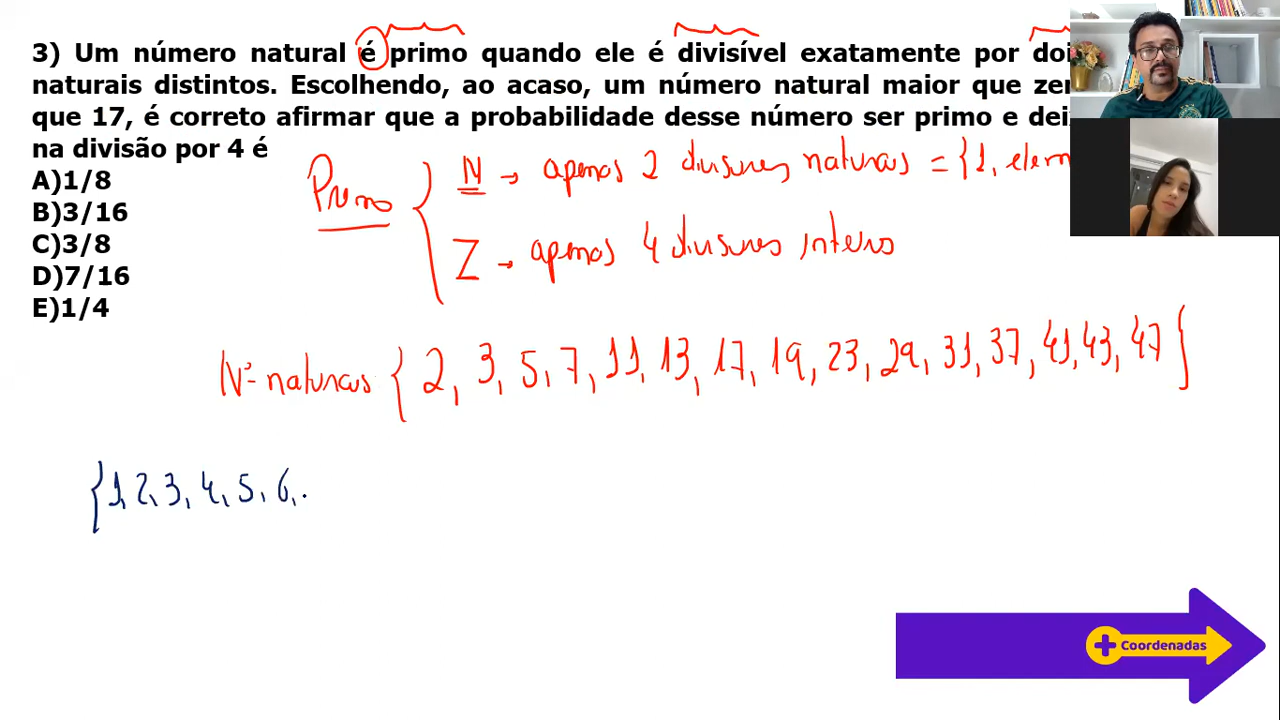 3) Um número natural é primo quando ele é divisível exatamente por doi
naturais distintos. Escolhendo, ao acaso, um número natural maior que zer
que 17, é correto afirmar que a probabilidade desse número ser primo e dei
na divisão por 4 é
A)1/8
B)3/16
C)3/8
D)7/16
E)1/4
Primo { N → apenas 2 divisores naturais = {1, elem
Z → apenas 4 divisores inteiro
Nº naturais { 2, 3, 5, 7, 11, 13, 17, 19, 23, 29, 31, 37, 41, 43, 47 }
{1, 2, 3, 4, 5, 6, .
+ Coordenadas